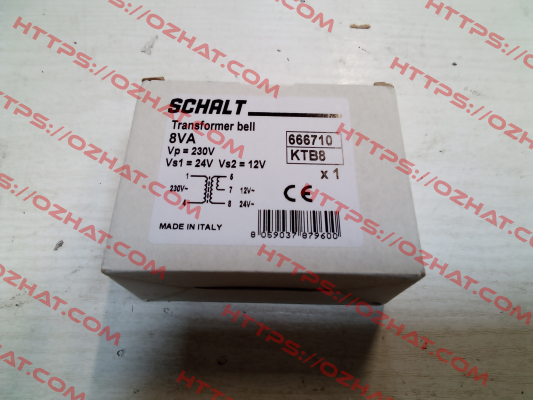 SCHALT
Transformer bell
8VA
Vp = 230V
Vs1 = 24V Vs2 = 12V
666710
KTB8
x 1
1 6
230V~ 7 12V~
4 8 24V~
CE
MADE IN ITALY
8 059037 879600
HTTPS://OZHAT.COM